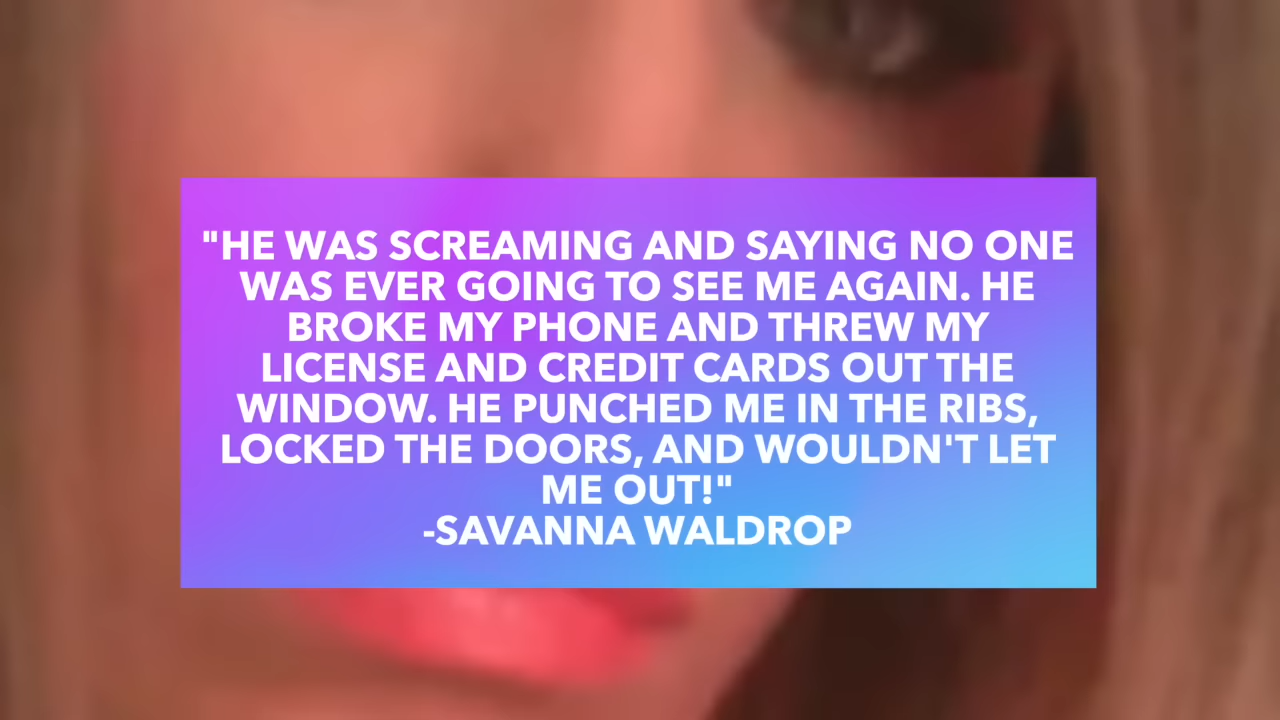 "HE WAS SCREAMING AND SAYING NO ONE
WAS EVER GOING TO SEE ME AGAIN. HE
BROKE MY PHONE AND THREW MY
LICENSE AND CREDIT CARDS OUT THE
WINDOW. HE PUNCHED ME IN THE RIBS,
LOCKED THE DOORS, AND WOULDN'T LET
ME OUT!"
-SAVANNA WALDROP